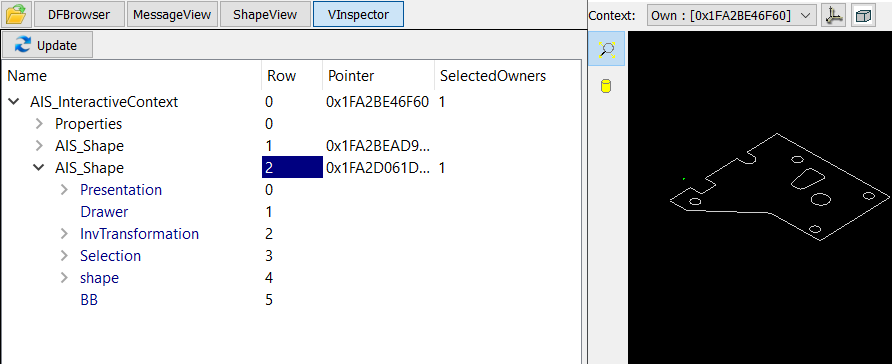 DFBrowser MessageView ShapeView VInspector Context: Own : [0x1FA2BE46F60]
Update
Name Row Pointer SelectedOwners
AIS_InteractiveContext 0 0x1FA2BE46F60 1
Properties 0
AIS_Shape 1 0x1FA2BEAD9...
AIS_Shape 2 0x1FA2D061D... 1
Presentation 0
Drawer 1
InvTransformation 2
Selection 3
shape 4
BB 5